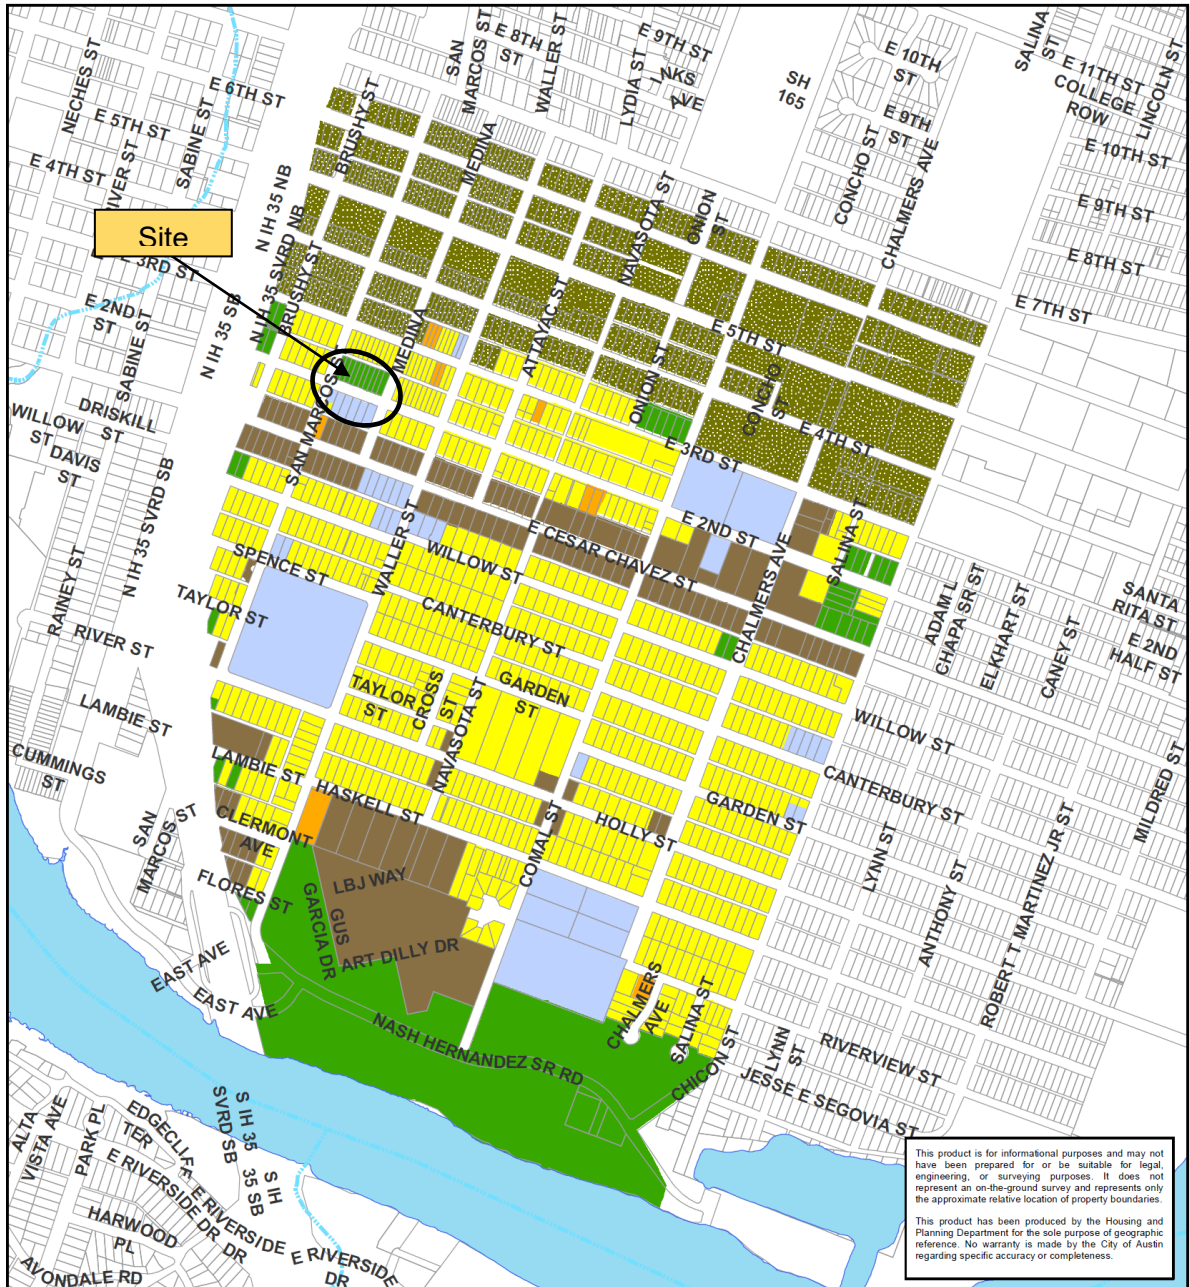 NECHES ST
E 6TH ST
E 5TH ST
E 4TH ST
SABINE ST
SAN
MARCOS ST
E 8TH
ST
WALLER ST
E 9TH ST
LYDIA ST
NKS
AVE
SH
165
E 10TH
ST
E 9TH
ST
CONCHO ST
CHALMERS AVE
SALINA
ST
E 11TH ST
COLLEGE
ROW
LINCOLN ST
E 10TH ST
E 9TH ST
E 8TH ST
E 7TH ST
BRUSHY ST
MEDINA
N IH 35 NB
IVER ST
Site
E 3RD ST
E 2ND
ST
SABINE ST
N IH 35 SB
N IH 35 SVRD NB
BRUSHY ST
MEDINA
ATTAYAC ST
NAVASOTA ST
ONION
ST
E 5TH ST
CONCHO
ST
E 4TH ST
ONION ST
E 3RD ST
SAN MARCOS ST
DRISKILL
ST
WILLOW
ST
DAVIS
ST
N IH 35 SVRD SB
RAINEY ST
E 2ND ST
E CESAR CHAVEZ ST
WALLER ST
WILLOW ST
SPENCE ST
TAYLOR ST
CANTERBURY ST
CHALMERS AVE
SALINA ST
ADAM L
CHAPA SR ST
ELKHART ST
CANEY ST
SANTA
RITA ST
E 2ND
HALF ST
RIVER ST
LAMBIE ST
CUMMINGS
ST
TAYLOR
ST
CROSS
ST
NAVASOTA ST
GARDEN
ST
WILLOW ST
CANTERBURY ST
GARDEN ST
MILDRED ST
LAMBIE ST
HASKELL ST
CLERMONT
AVE
SAN
MARCOS ST
FLORES ST
COMAL ST
HOLLY ST
LYNN ST
ANTHONY ST
ROBERT T MARTINEZ JR ST
LBJ WAY
GUS
GARCIA DR
ART DILLY DR
EAST AVE
EAST AVE
NASH HERNANDEZ SR RD
CHALMERS
AVE
SALINA ST
CHICON ST
LYNN
ST
RIVERVIEW ST
JESSE E SEGOVIA ST
ALTA
VISTA AVE
PARK PL
EDGECLIFF
TER
S IH 35
SVRD SB
S IH
35 SB
E RIVERSIDE DR
E RIVERSIDE
DR
HARWOOD
PL
AVONDALE RD
E RIVERSIDE
DR
This product is for informational purposes and may not
have been prepared for or be suitable for legal,
engineering, or surveying purposes. It does not
represent an on-the-ground survey and represents only
the approximate relative location of property boundaries.
This product has been produced by the Housing and
Planning Department for the sole purpose of geographic
reference. No warranty is made by the City of Austin
regarding specific accuracy or completeness.